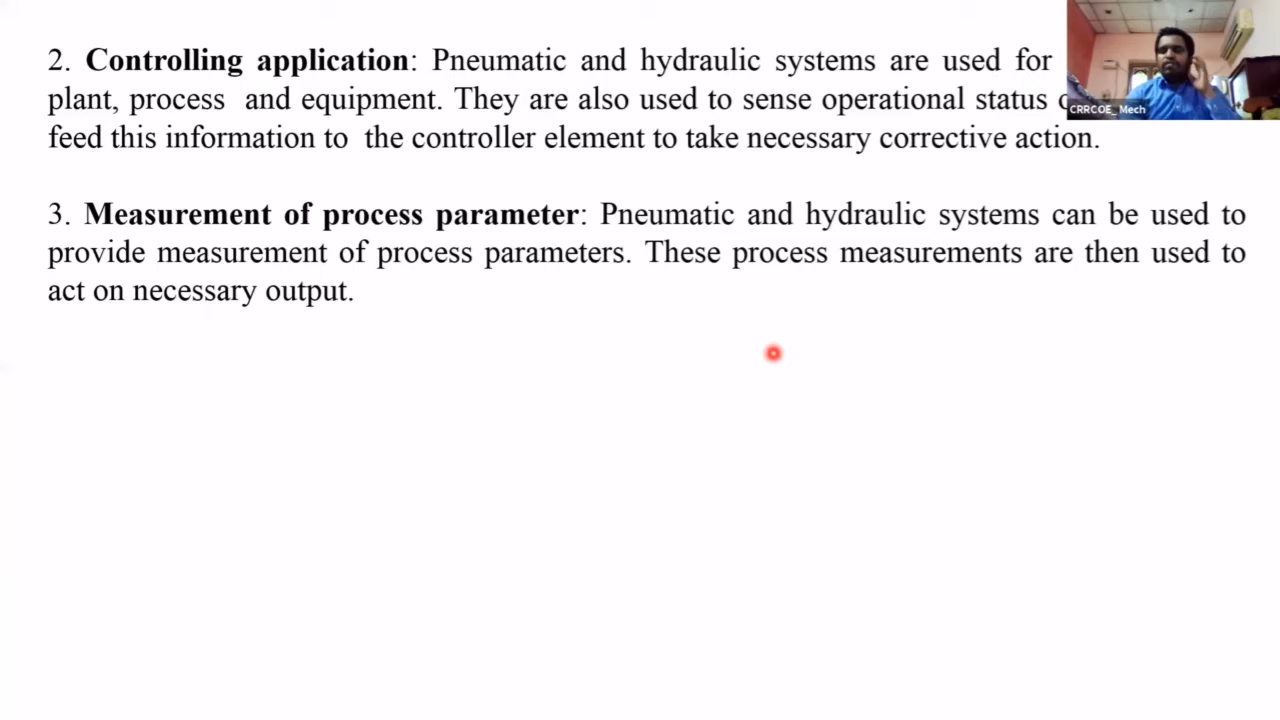 2. Controlling application: Pneumatic and hydraulic systems are used for
plant, process and equipment. They are also used to sense operational status
feed this information to the controller element to take necessary corrective action.
3. Measurement of process parameter: Pneumatic and hydraulic systems can be used to
provide measurement of process parameters. These process measurements are then used to
act on necessary output.
CRRCOE_ Mech